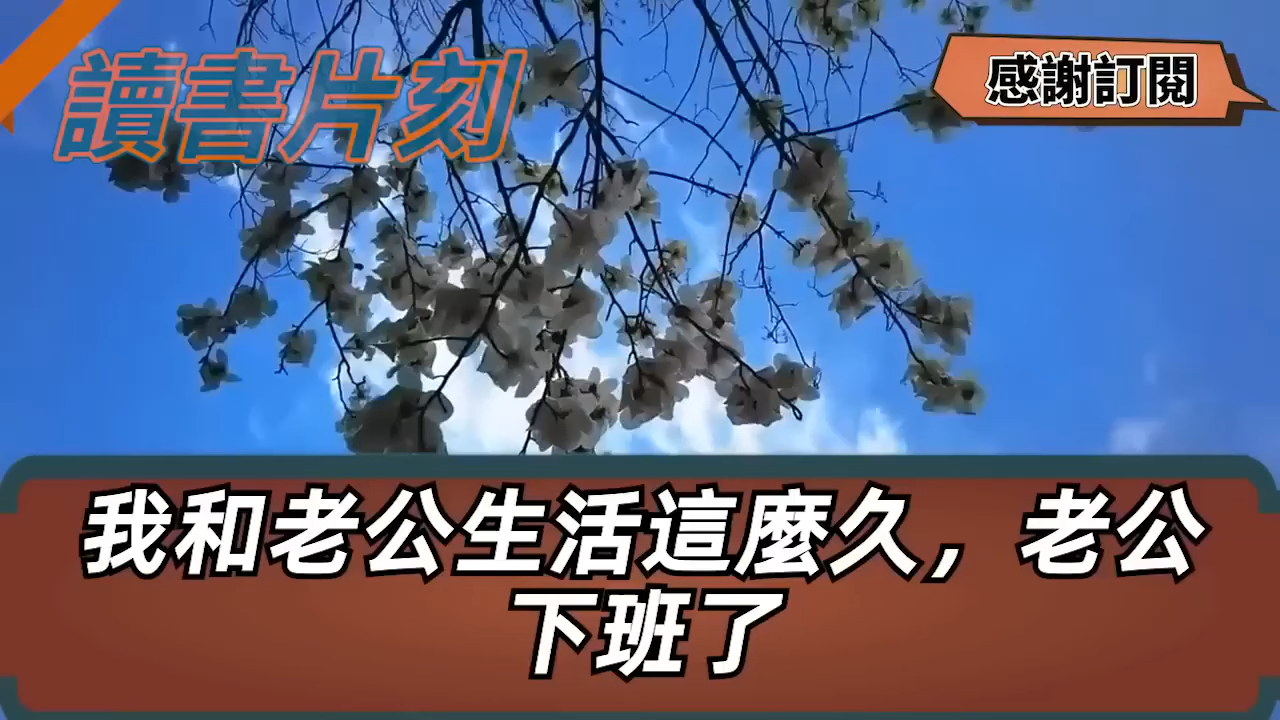 讀書片刻
感謝訂閱
我和老公生活這麼久，老公
下班了